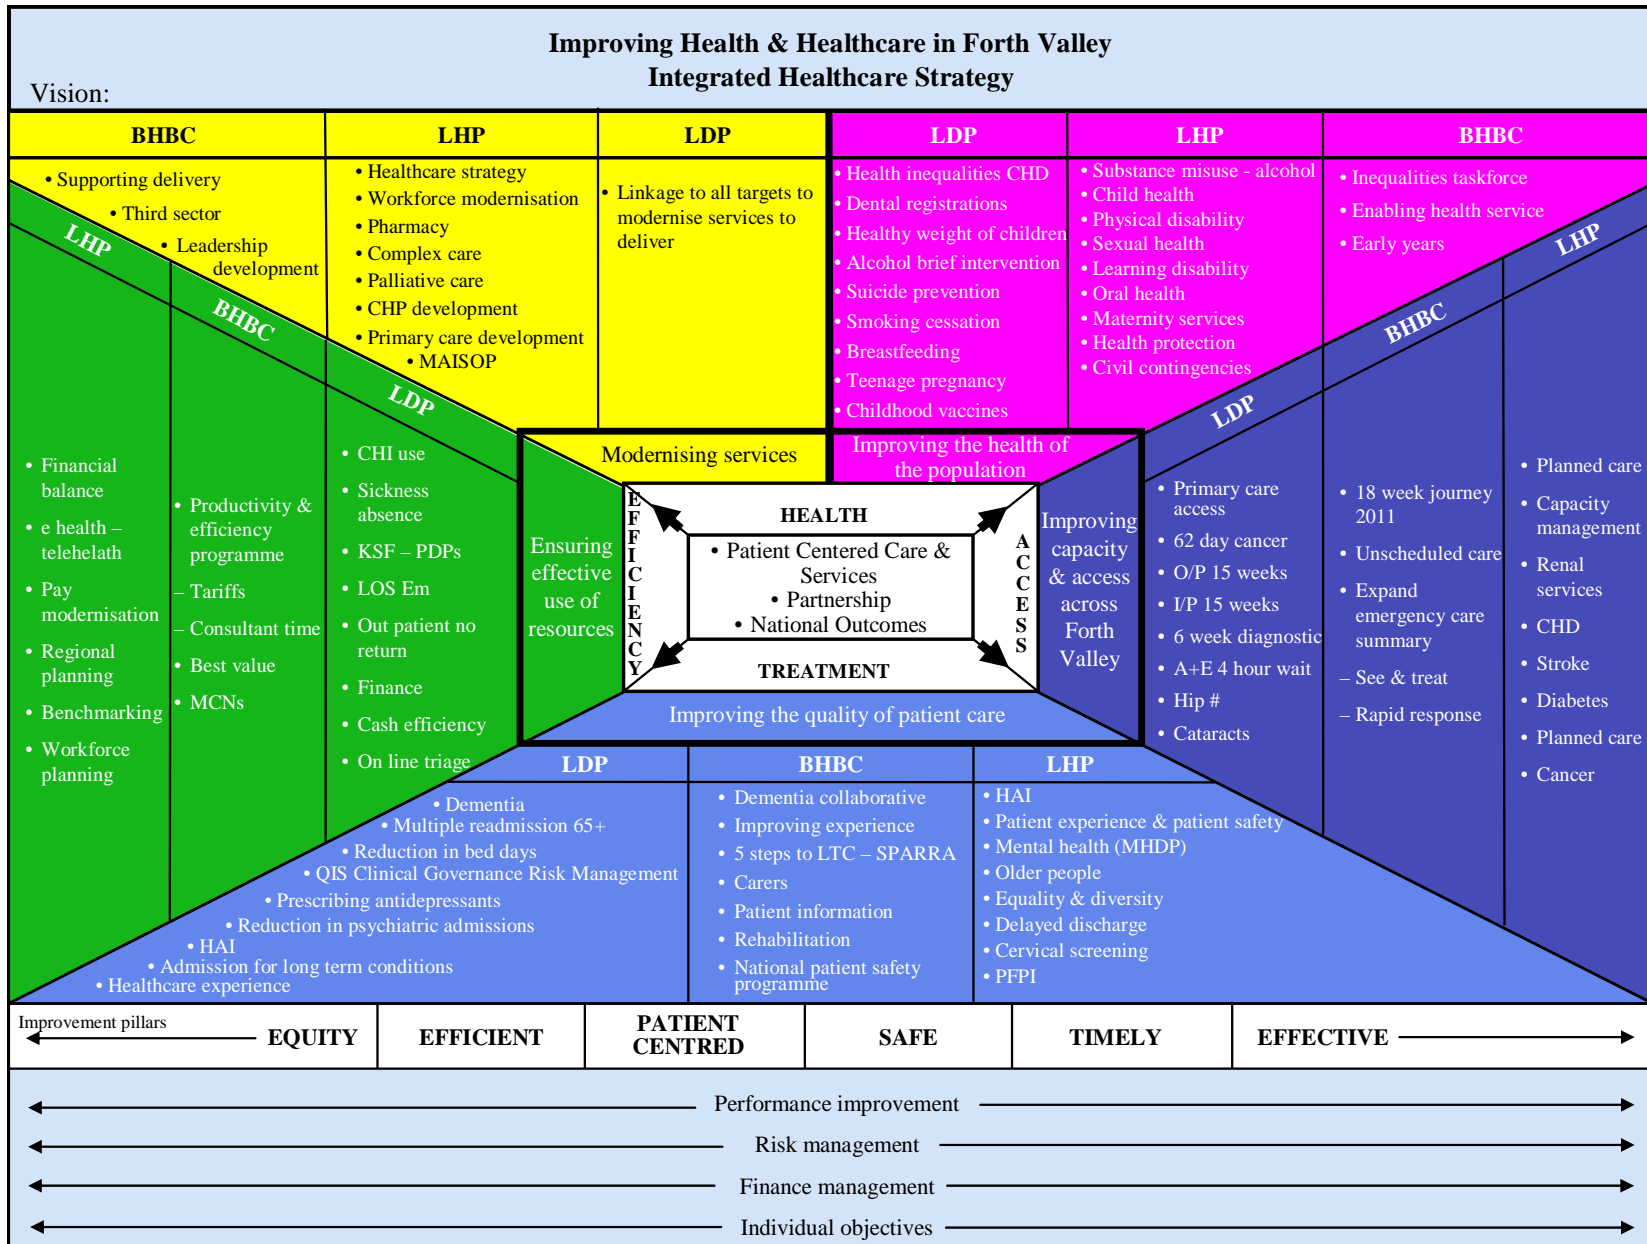 Improving Health & Healthcare in Forth Valley
Integrated Healthcare Strategy
Vision:
BHBC
• Supporting delivery
• Third sector
• Leadership
development
LHP
• Healthcare strategy
• Workforce modernisation
• Pharmacy
• Complex care
• Palliative care
• CHP development
• Primary care development
• MAISOP
LDP
• Linkage to all targets to
modernise services to
deliver
LDP
• Health inequalities CHD
• Dental registrations
• Healthy weight of children
• Alcohol brief intervention
• Suicide prevention
• Smoking cessation
• Breastfeeding
• Teenage pregnancy
• Childhood vaccines
LHP
• Substance misuse - alcohol
• Child health
• Physical disability
• Sexual health
• Learning disability
• Oral health
• Maternity services
• Health protection
• Civil contingencies
BHBC
• Inequalities taskforce
• Enabling health service
• Early years
LHP
• Financial
balance
• e health –
telehelath
• Pay
modernisation
• Regional
planning
• Benchmarking
• Workforce
planning
BHBC
• Productivity &
efficiency
programme
– Tariffs
– Consultant time
• Best value
• MCNs
LDP
• CHI use
• Sickness
absence
• KSF – PDPs
• LOS Em
• Out patient no
return
• Finance
• Cash efficiency
• On line triage
Modernising services
Improving the health of
the population
Ensuring
effective
use of
resources
EFFICIENCY
HEALTH
• Patient Centered Care &
Services
• Partnership
• National Outcomes
TREATMENT
ACCESS
Improving
capacity
& access
across
Forth
Valley
Improving the quality of patient care
LDP
• Primary care
access
• 62 day cancer
• O/P 15 weeks
• I/P 15 weeks
• 6 week diagnostic
• A+E 4 hour wait
• Hip #
• Cataracts
BHBC
• 18 week journey
2011
• Unscheduled care
• Expand
emergency care
summary
– See & treat
– Rapid response
LHP
• Planned care
• Capacity
management
• Renal
services
• CHD
• Stroke
• Diabetes
• Planned care
• Cancer
LDP
• Dementia
• Multiple readmission 65+
• Reduction in bed days
• QIS Clinical Governance Risk Management
• Prescribing antidepressants
• Reduction in psychiatric admissions
• HAI
• Admission for long term conditions
• Healthcare experience
BHBC
• Dementia collaborative
• Improving experience
• 5 steps to LTC – SPARRA
• Carers
• Patient information
• Rehabilitation
• National patient safety
programme
LHP
• HAI
• Patient experience & patient safety
• Mental health (MHDP)
• Older people
• Equality & diversity
• Delayed discharge
• Cervical screening
• PFPI
Improvement pillars
EQUITY
EFFICIENT
PATIENT
CENTRED
SAFE
TIMELY
EFFECTIVE
Performance improvement
Risk management
Finance management
Individual objectives